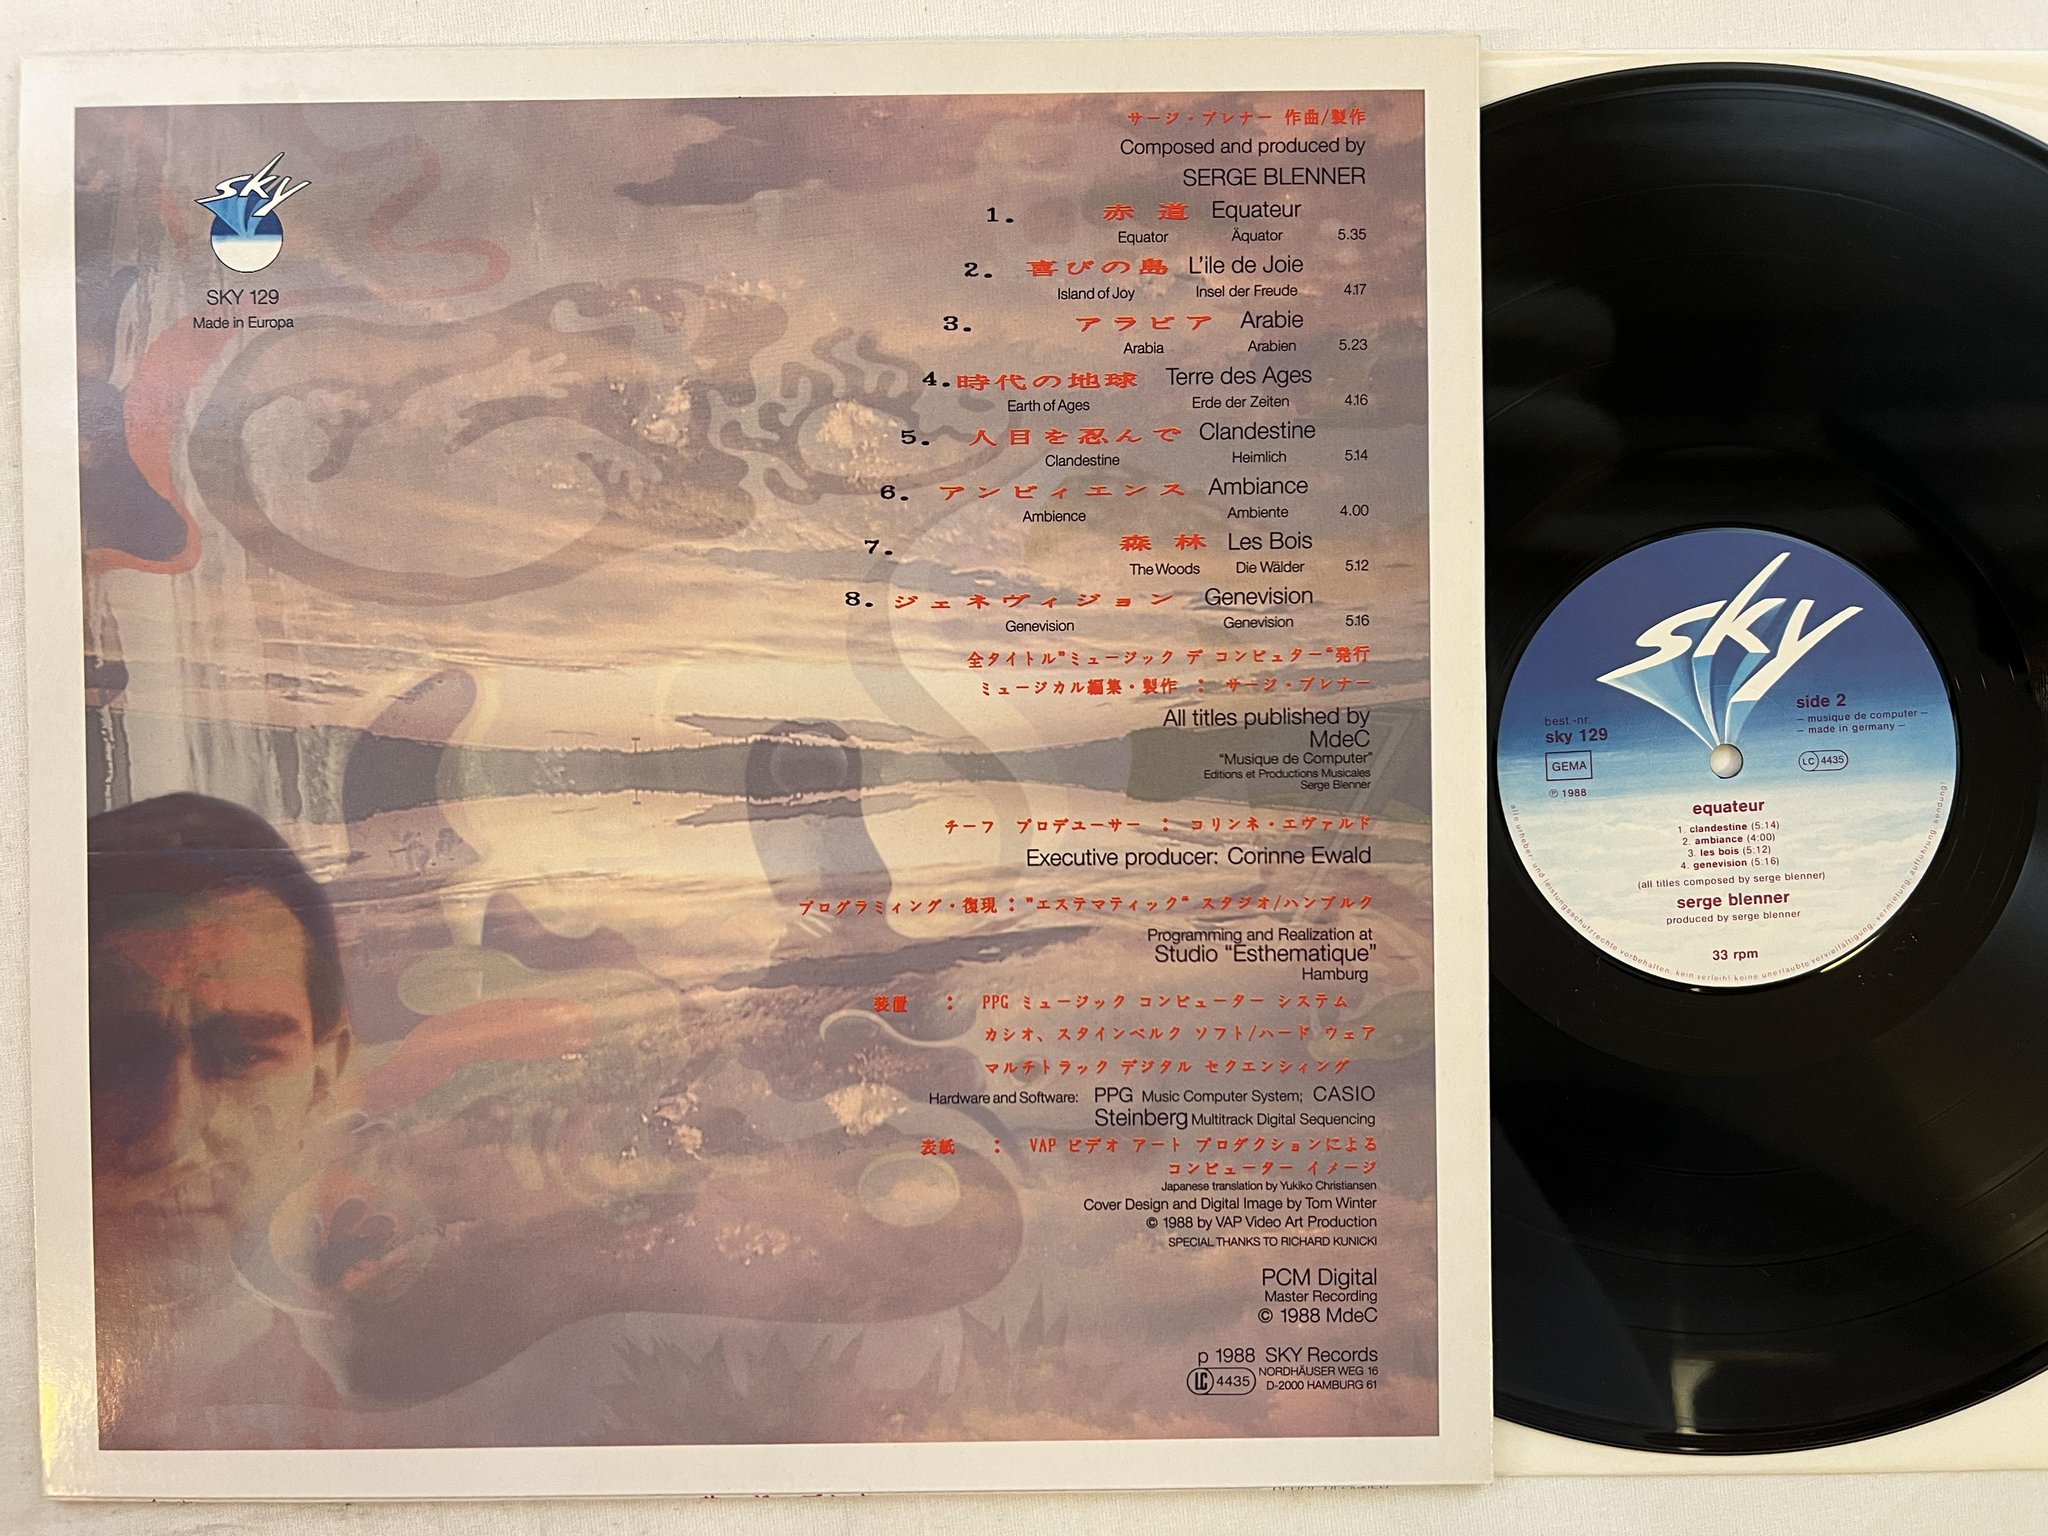 sky
SKY 129
Made in Europa
サージ・ブレナー 作曲/製作
Composed and produced by
SERGE BLENNER
1. 赤道 Equateur
Equator Äquator 5.35
2. 喜びの島 L'ile de Joie
Island of Joy Insel der Freude 4.17
3. アラビア Arabie
Arabia Arabien 5.23
4. 時代の地球 Terre des Ages
Earth of Ages Erde der Zeiten 4.16
5. 人目を忍んで Clandestine
Clandestine Heimlich 5.14
6. アンビィエンス Ambiance
Ambience Ambiente 4.00
7. 森林 Les Bois
The Woods Die Wälder 5.12
8. ジェネヴィジョン Genevision
Genevision Genevision 5.16
全タイトル"ミュージック デ コンピュター"発行
ミュージカル編集・製作 : サージ・ブレナー
All titles published by
MdeC
"Musique de Computer"
Editions et Productions Musicales
Serge Blenner
チーフ プロデューサー : コリンネ・エヴァルド
Executive producer: Corinne Ewald
プログラミィング・復現:"エステマティック" スタジオ/ハンブルク
Programming and Realization at
Studio "Esthematique"
Hamburg
装置 : PPG ミュージック コンピューター システム
カシオ、スタインベルク ソフト/ハード ウェア
マルチトラック デジタル セクエンシィング
Hardware and Software: PPG Music Computer System; CASIO
Steinberg Multitrack Digital Sequencing
表紙 : VAP ビデオ アート プロダクションによる
コンピューター イメージ
Japanese translation by Yukiko Christiansen
Cover Design and Digital Image by Tom Winter
© 1988 by VAP Video Art Production
SPECIAL THANKS TO RICHARD KUNICKI
PCM Digital
Master Recording
© 1988 MdeC
p 1988 SKY Records
LC 4435 NORDHÄUSER WEG 16
D-2000 HAMBURG 61
sky
side 2
– musique de computer –
– made in germany –
best.-nr.
sky 129
GEMA
LC 4435
℗ 1988
equateur
1. clandestine (5:14)
2. ambiance (4:00)
3. les bois (5:12)
4. genevision (5:16)
(all titles composed by serge blenner)
serge blenner
produced by serge blenner
33 rpm
alle urheber- und leistungsschutzrechte vorbehalten. kein verleih! keine unerlaubte vervielfältigung, vermietung, aufführung, sendung!